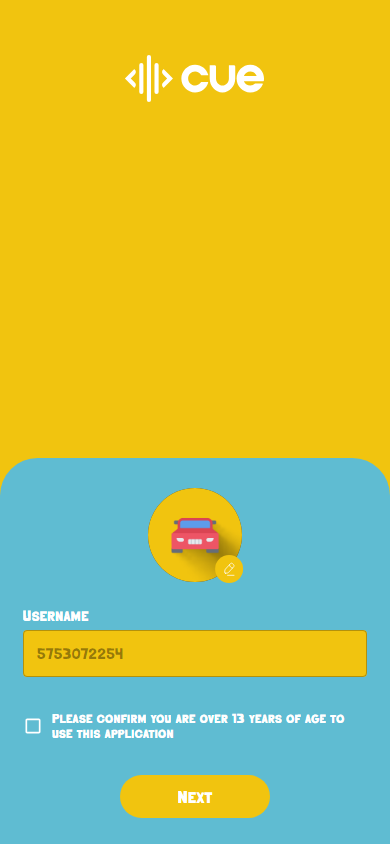 cue
Username
5753072254
Please confirm you are over 13 years of age to
use this application
Next